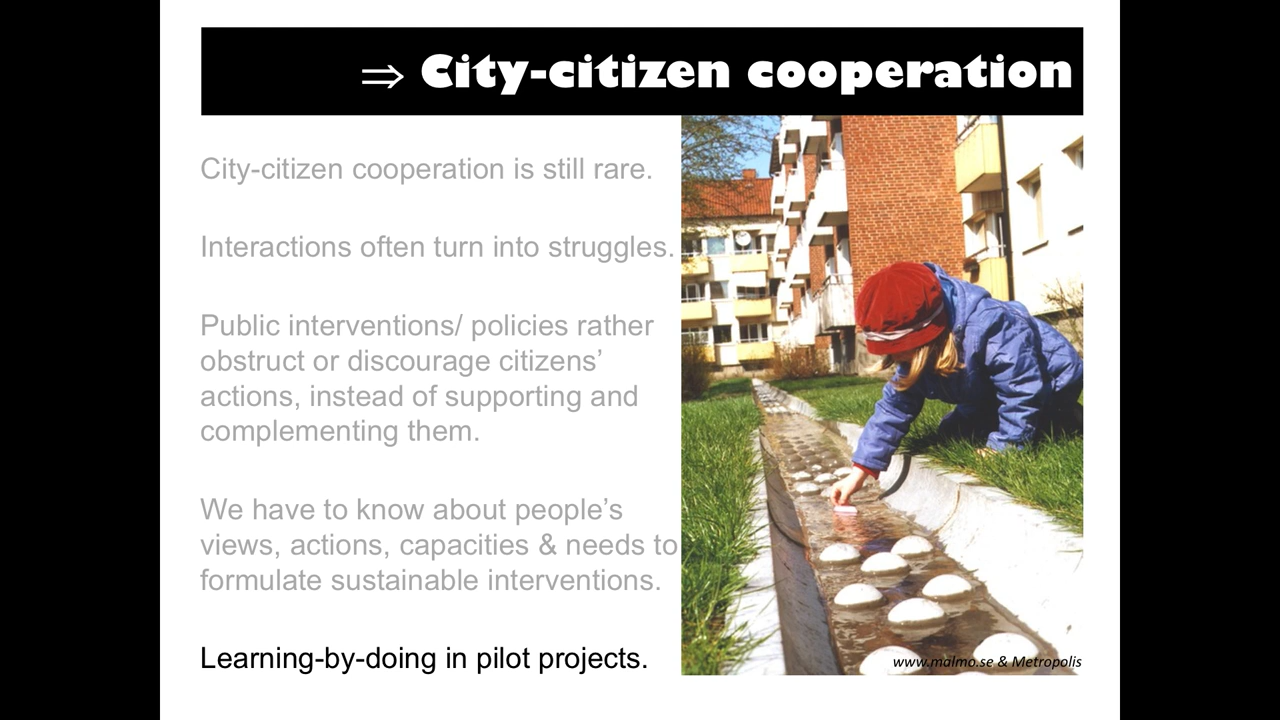 ⇒ City-citizen cooperation
City-citizen cooperation is still rare.
Interactions often turn into struggles.
Public interventions/ policies rather
obstruct or discourage citizens’
actions, instead of supporting and
complementing them.
We have to know about people’s
views, actions, capacities & needs to
formulate sustainable interventions.
Learning-by-doing in pilot projects.
www.malmo.se & Metropolis